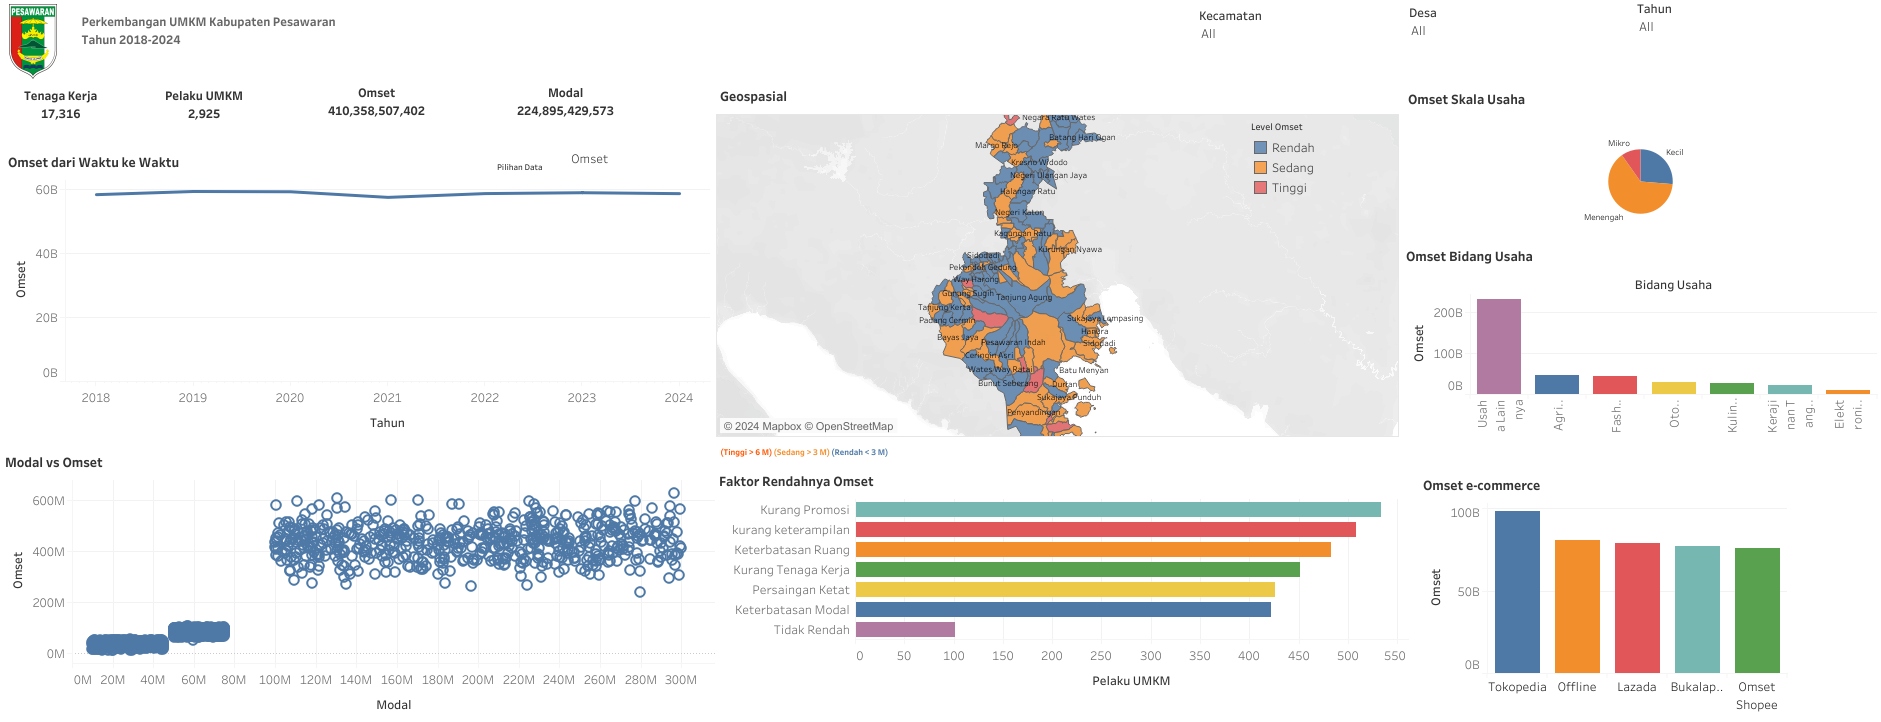 PESAWARAN
Perkembangan UMKM Kabupaten Pesawaran
Tahun 2018-2024
Kecamatan
All
Desa
All
Tahun
All
Tenaga Kerja
17,316
Pelaku UMKM
2,925
Omset
410,358,507,402
Modal
224,895,429,573
Omset dari Waktu ke Waktu
Pilihan Data
Omset
60B
40B
20B
0B
Omset
2018
2019
2020
2021
2022
2023
2024
Tahun
Geospasial
Negara Ratu Wates
Batang Hari Ogan
Margo Rejo
Kresno Widodo
Negeri Ulangan Jaya
Halangan Ratu
Negeri Katon
Kagungan Ratu
Kurungan Nyawa
Sidodadi
Pekondoh Gedung
Way Harong
Gunung Sugih
Tanjung Agung
Tanjung Kerta
Padang Cermin
Sukajaya Lempasing
Hanura
Bayas Jaya
Pesawaran Indah
Sidodadi
Ceringin Asri
Wates Way Ratai
Batu Menyan
Bunut Seberang
Durian
Sukajaya Punduh
Penyandingan
Level Omset
Rendah
Sedang
Tinggi
© 2024 Mapbox © OpenStreetMap
(Tinggi > 6 M) (Sedang > 3 M) (Rendah < 3 M)
Omset Skala Usaha
Mikro
Kecil
Menengah
Omset Bidang Usaha
Bidang Usaha
200B
100B
0B
Omset
Usah
a Lain
nya
Agri..
Fash..
Oto..
Kulin..
Keraji
nan T
ang..
Elekt
roni..
Modal vs Omset
600M
400M
200M
0M
Omset
0M
20M
40M
60M
80M
100M
120M
140M
160M
180M
200M
220M
240M
260M
280M
300M
Modal
Faktor Rendahnya Omset
Kurang Promosi
kurang keterampilan
Keterbatasan Ruang
Kurang Tenaga Kerja
Persaingan Ketat
Keterbatasan Modal
Tidak Rendah
0
50
100
150
200
250
300
350
400
450
500
550
Pelaku UMKM
Omset e-commerce
100B
50B
0B
Omset
Tokopedia
Offline
Lazada
Bukalap..
Omset
Shopee